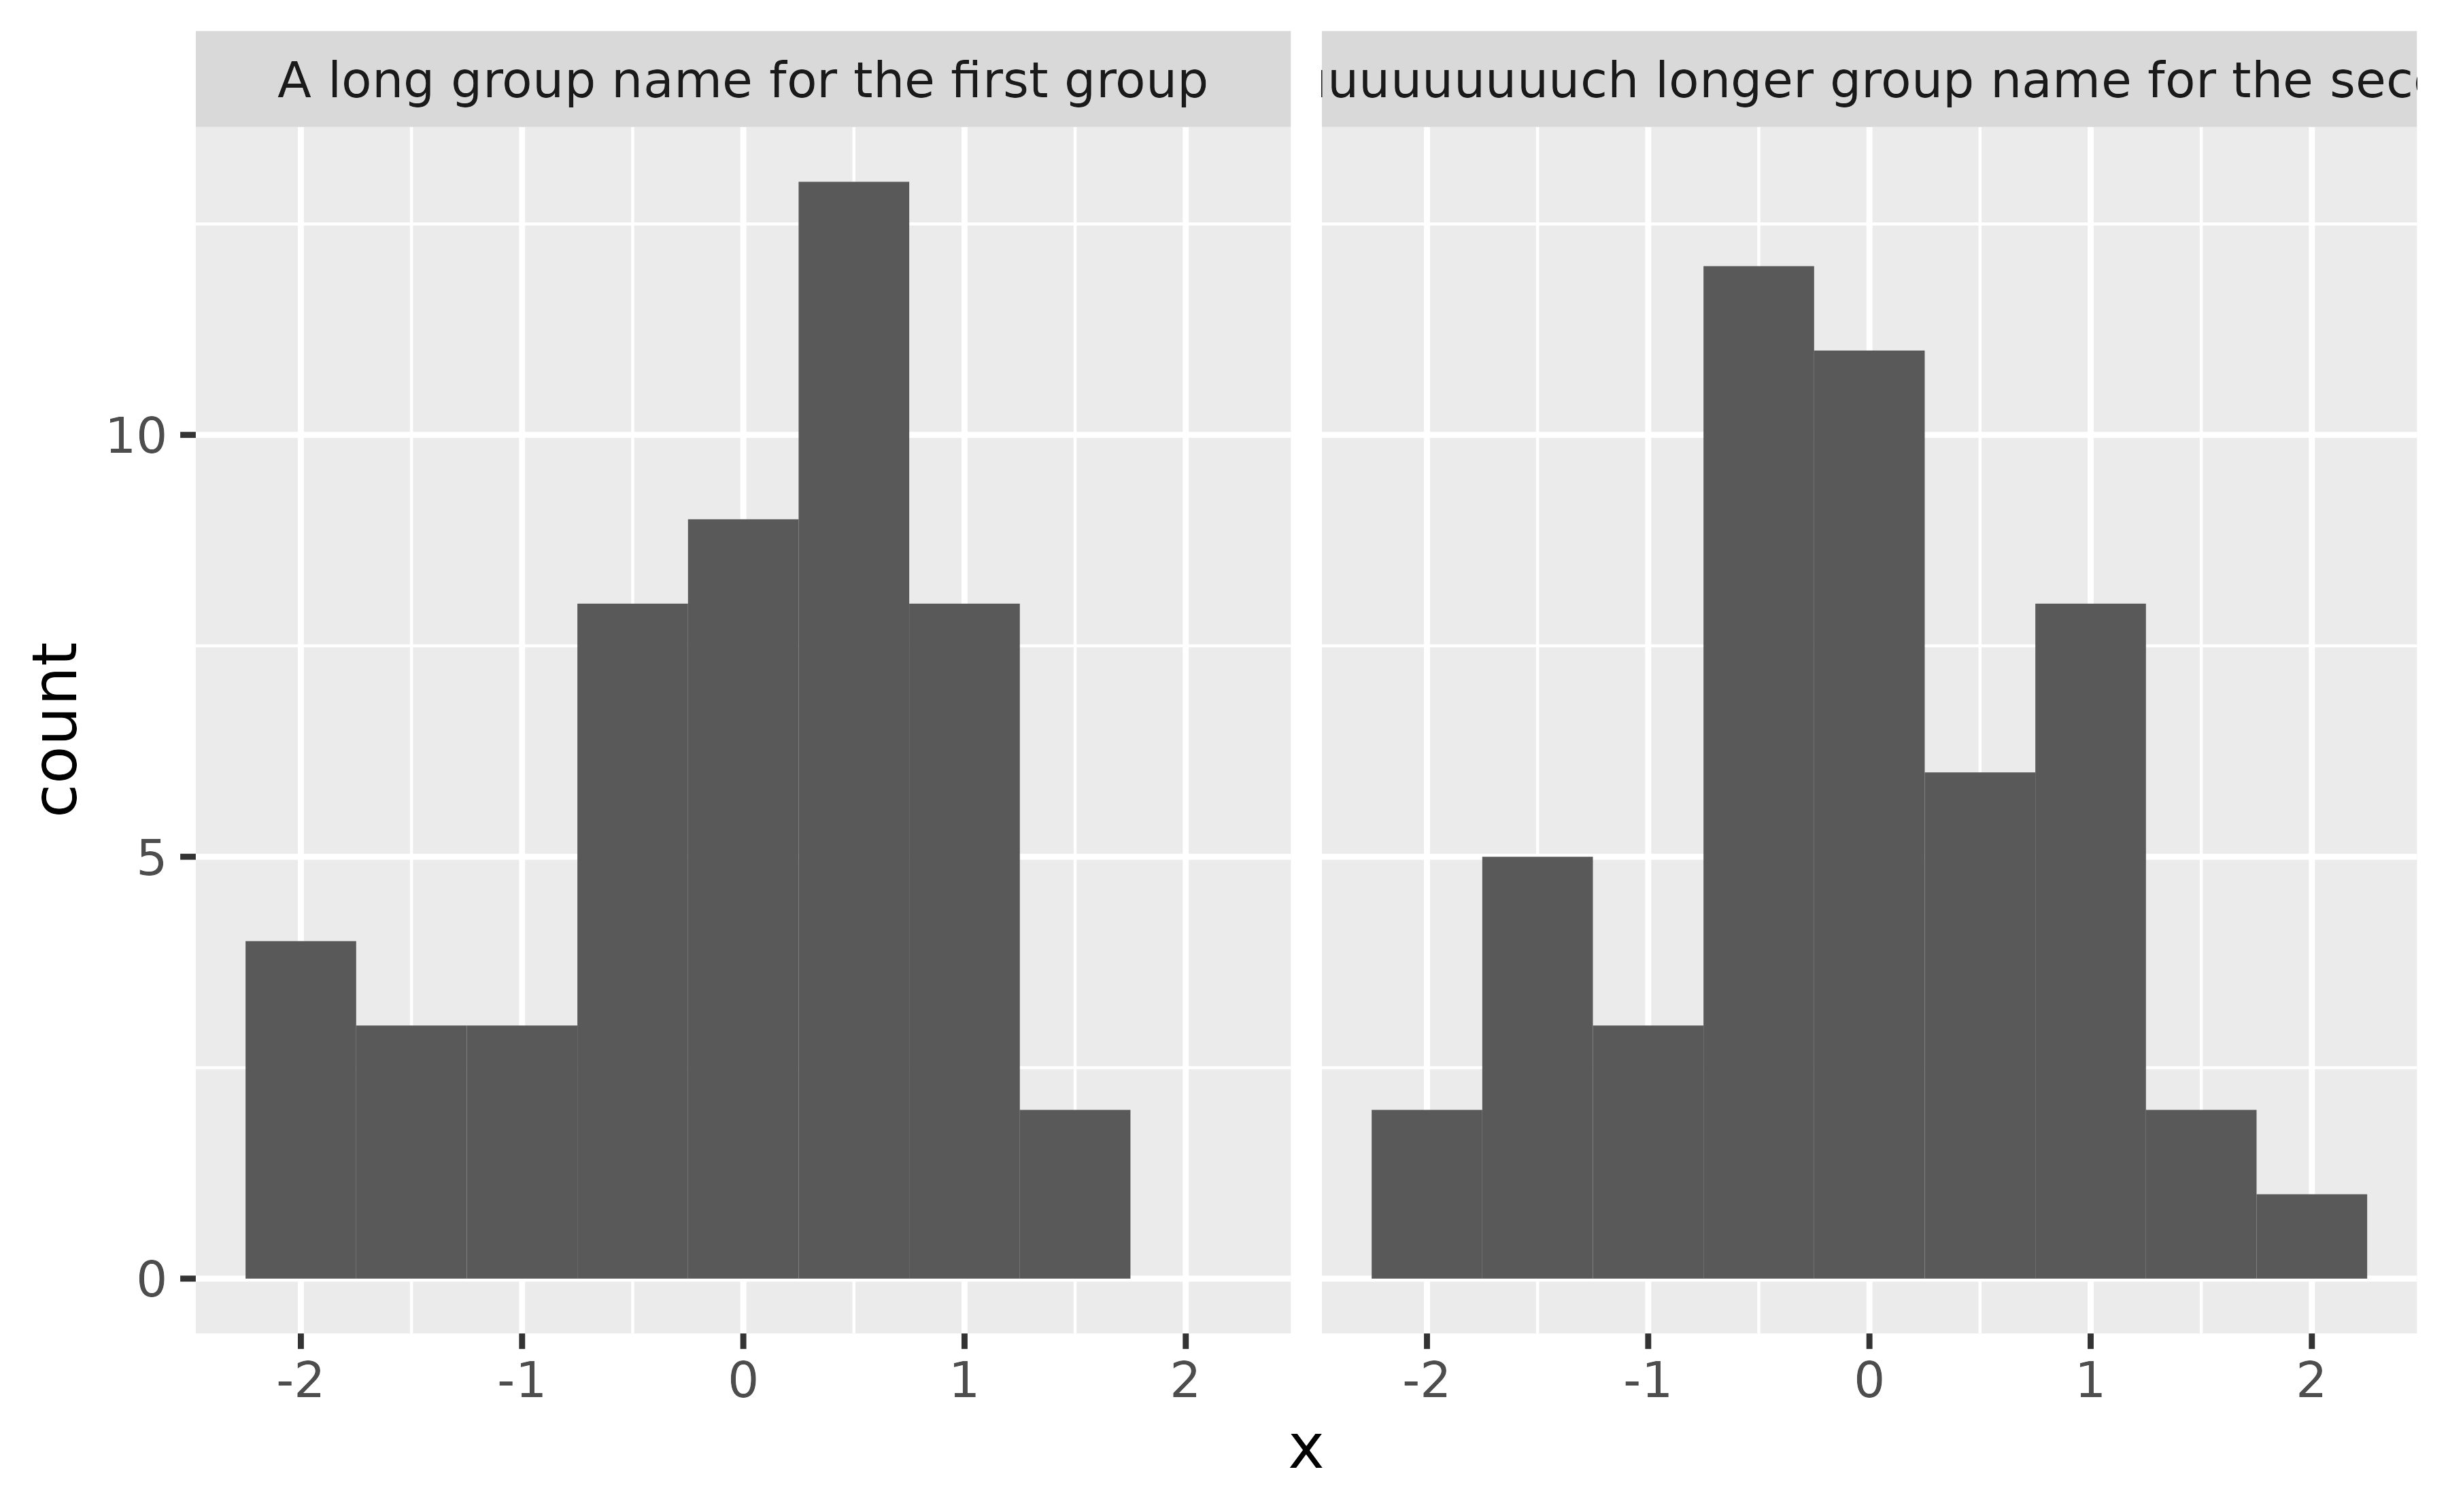 A long group name for the first group
uuuuuuuuuch longer group name for the
10
5
0
count
-2 -1 0 1 2
-2 -1 0 1 2
x